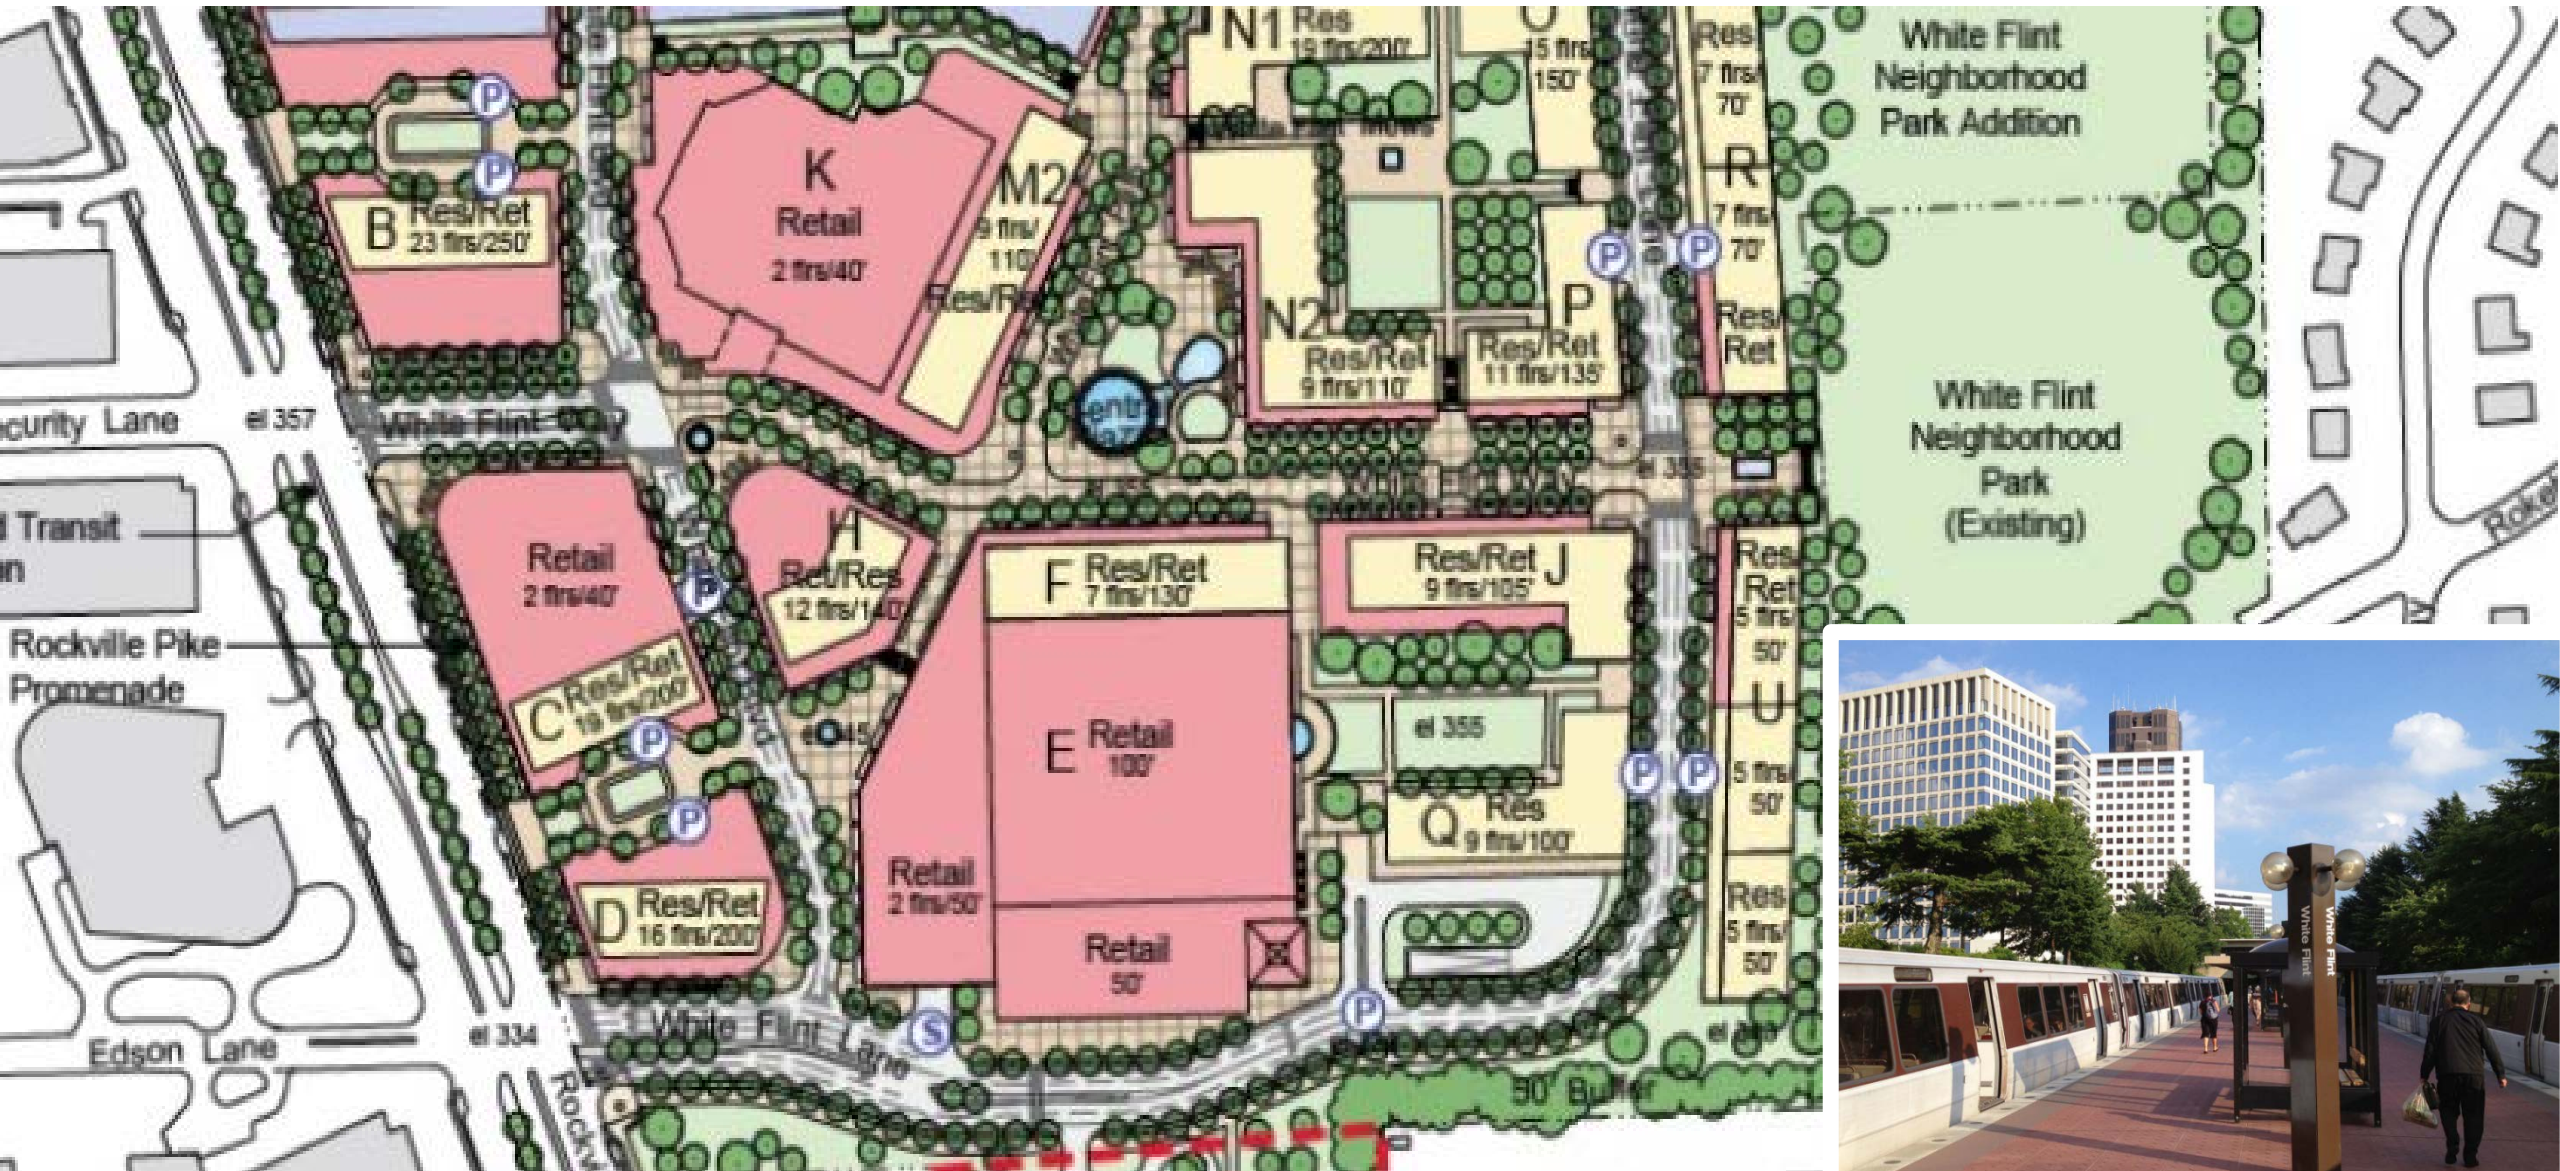 N1 Res
19 flrs/200'
15 flrs
150'
Res
7 flrs/
70'
White Flint
Neighborhood
Park Addition
P
P
B Res/Ret
23 flrs/250'
K
Retail
2 flrs/40'
M2
9 flrs/
110'
N2
Res/Ret
9 flrs/110'
P
Res/Ret
11 flrs/135'
P
P
R
7 flrs/
70'
Res/
Ret
White Flint
Neighborhood
Park
(Existing)
curity Lane
el 357
White Flint
el 355
Retail
2 flrs/40'
C Res/Ret
19 flrs/200'
P
H
Ret/Res
12 flrs/140'
F Res/Ret
7 flrs/130'
Res/Ret J
9 flrs/105'
Res
Ret
5 flrs
50'
U
5 flrs/
50'
Res
5 flrs/
50'
d Transit
Rockville Pike
Promenade
P
P
P
P
E Retail
100'
el 355
Q Res
9 flrs/100'
Retail
2 flrs/50'
Retail
50'
D Res/Ret
16 flrs/200'
P
S
White Flint Lane
Edson Lane
el 334
White Flint
White Flint